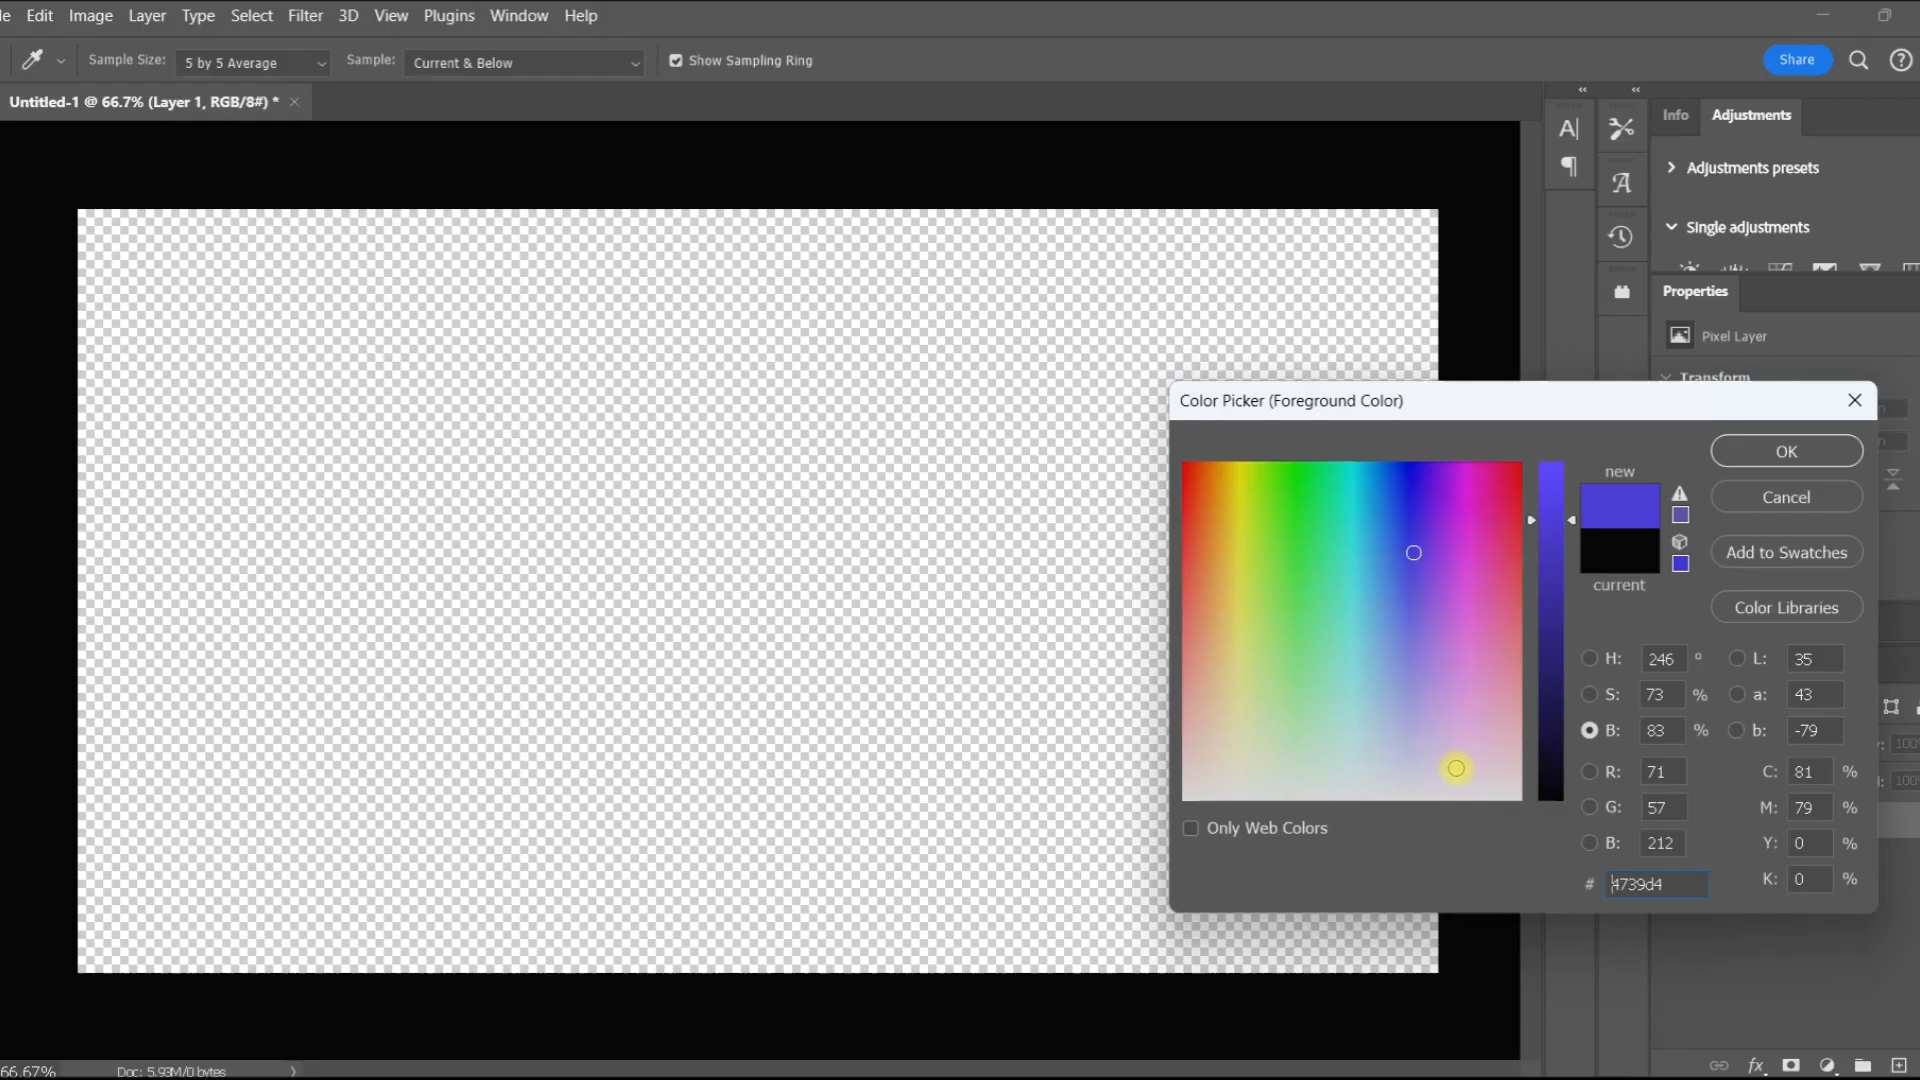 le Edit Image Layer Type Select Filter 3D View Plugins Window Help
Sample Size: 5 by 5 Average Sample: Current & Below Show Sampling Ring Share
Untitled-1 @ 66.7% (Layer 1, RGB/8#) *
Info Adjustments
Adjustments presets
Single adjustments
Properties
Pixel Layer
Transform
Color Picker (Foreground Color)
new
current
OK
Cancel
Add to Swatches
Color Libraries
H: 246 ° L: 35
S: 73 % a: 43
B: 83 % b: -79
R: 71 C: 81 %
G: 57 M: 79 %
B: 212 Y: 0 %
# 4739d4 K: 0 %
Only Web Colors
66.67% Doc: 5.93M/0 bytes
fx